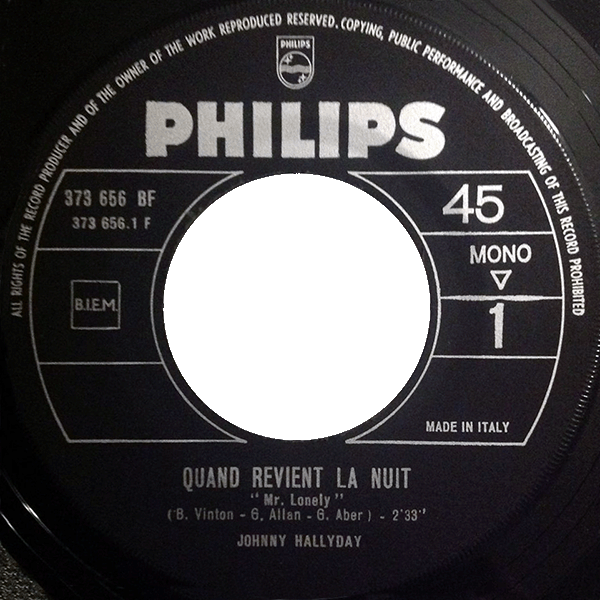 ALL RIGHTS OF THE RECORD PRODUCER AND OF THE OWNER OF THE WORK REPRODUCED RESERVED. COPYING, PUBLIC PERFORMANCE AND BROADCASTING OF THIS RECORD PROHIBITED
PHILIPS
PHILIPS
373 656 BF
373 656.1 F
45
MONO
B.I.E.M.
1
MADE IN ITALY
QUAND REVIENT LA NUIT
"Mr. Lonely"
(B. Vinton - G, Allan - G. Aber) - 2'33"
JOHNNY HALLYDAY